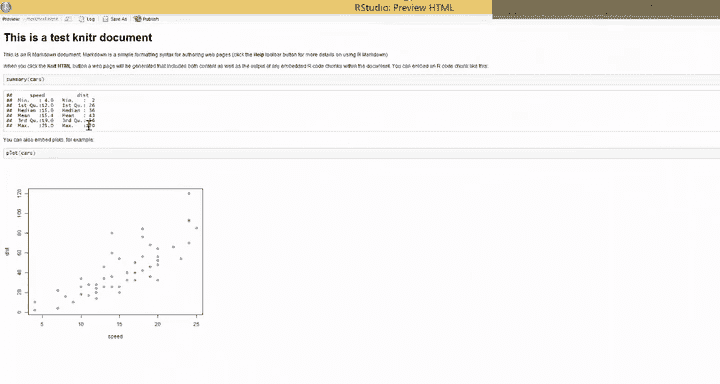 RStudio: Preview HTML
Preview
Log
Save As
Publish
This is a test knitr document
This is an R Markdown document. Markdown is a simple formatting syntax for authoring web pages (click the Help toolbar button for more details on using R Markdown)
When you click the Knit HTML button a web page will be generated that includes both content as well as the output of any embedded R code chunks within the document. You can embed an R code chunk like this:
summary(cars)
## speed dist
## Min. : 4.0 Min. : 2
## 1st Qu.:12.0 1st Qu.: 26
## Median :15.0 Median : 36
## Mean :15.4 Mean : 43
## 3rd Qu.:19.0 3rd Qu.:
## Max. :25.0 Max. :
You can also embed plots, for example:
plot(cars)
120
100
80
60
40
20
0
dist
5 10 15 20 25
speed